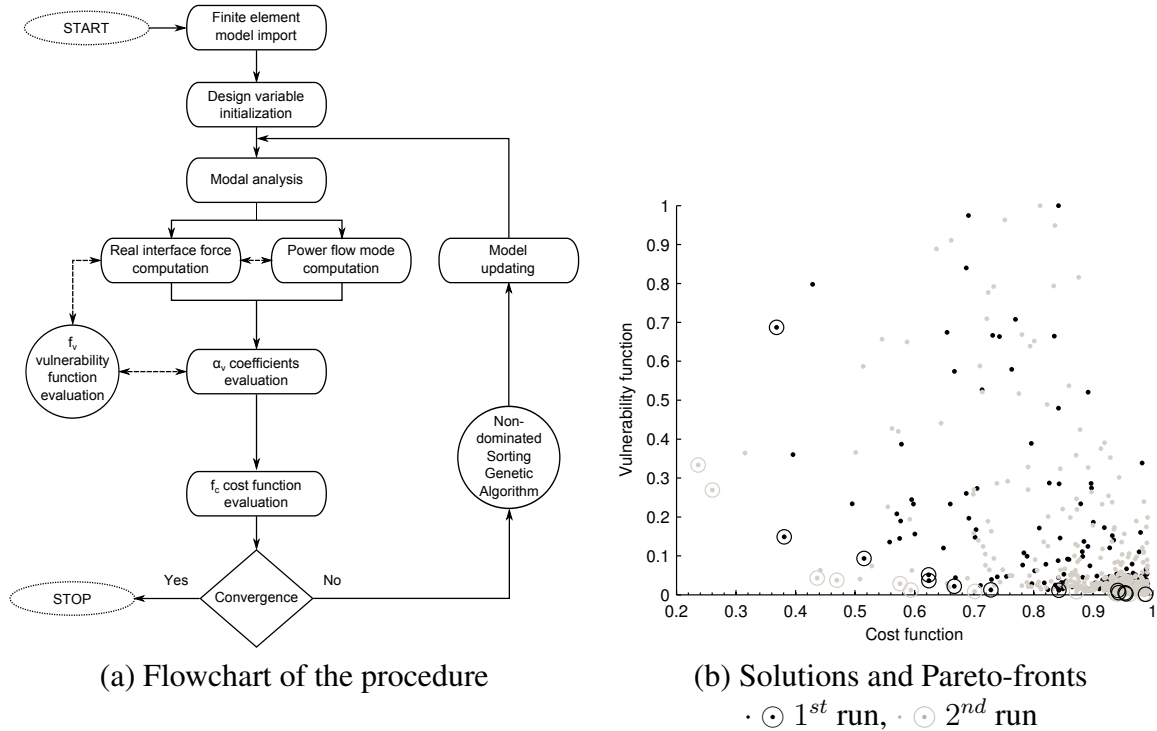 START
Finite element
model import
Design variable
initialization
Modal analysis
Real interface force
computation
Power flow mode
computation
Model
updating
f_v
vulnerability
function
evaluation
α_v coefficients
evaluation
Non-
dominated
Sorting
Genetic
Algorithm
f_c cost function
evaluation
Yes
No
STOP
Convergence
(a) Flowchart of the procedure
Vulnerability function
1
0.9
0.8
0.7
0.6
0.5
0.4
0.3
0.2
0.1
0
0.2 0.3 0.4 0.5 0.6 0.7 0.8 0.9 1
Cost function
(b) Solutions and Pareto-fronts
1^st run, 2^nd run